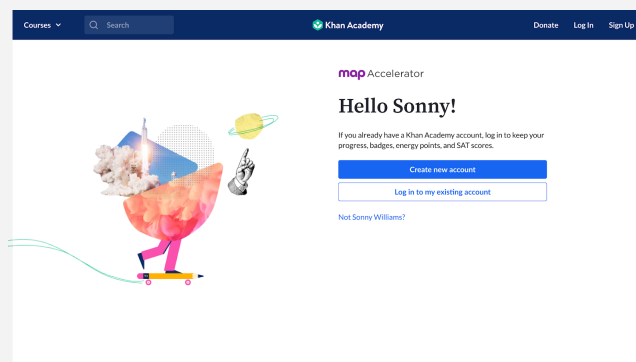 Courses Search Khan Academy Donate Log In Sign Up
map Accelerator
Hello Sonny!
If you already have a Khan Academy account, log in to keep your
progress, badges, energy points, and SAT scores.
Create new account
Log in to my existing account
Not Sonny Williams?